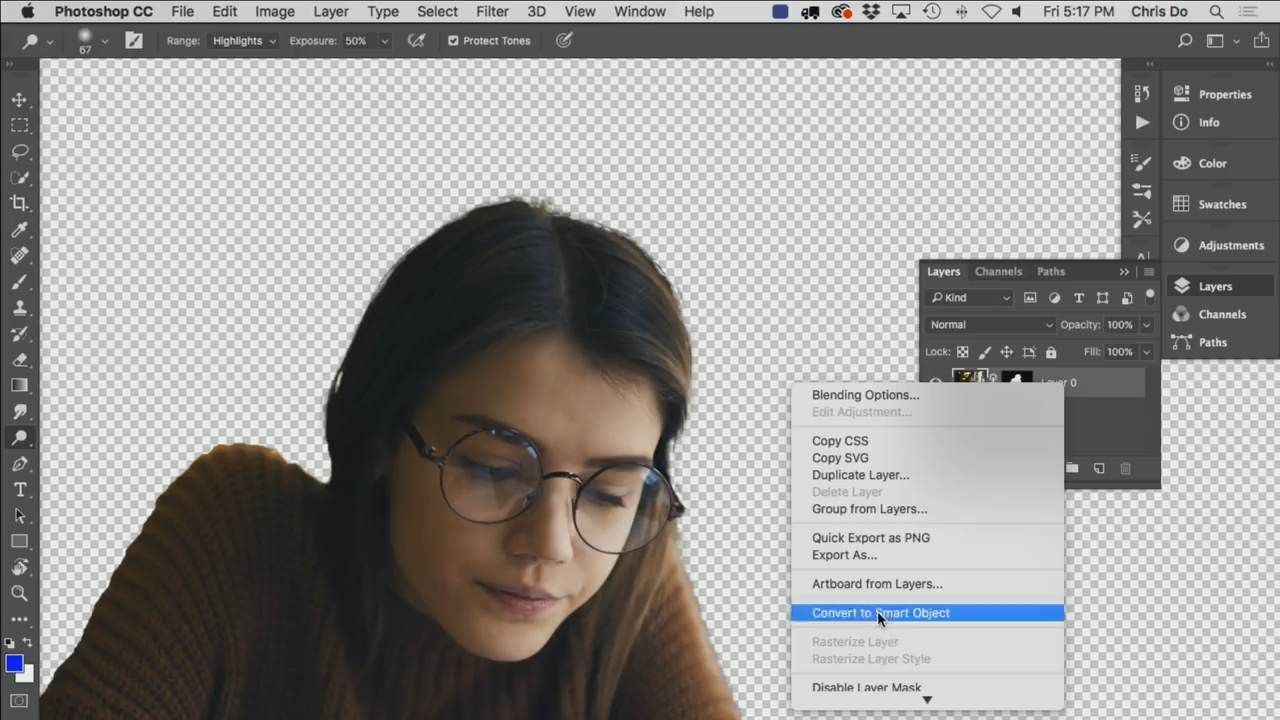 Photoshop CC File Edit Image Layer Type Select Filter 3D View Window Help Fri 5:17 PM Chris Do
67 Range: Highlights Exposure: 50% Protect Tones
Properties
Info
Color
Swatches
Adjustments
Layers
Channels
Paths
Layers Channels Paths
Kind
Normal Opacity: 100%
Lock: Fill: 100%
Layer 0
Blending Options...
Edit Adjustment...
Copy CSS
Copy SVG
Duplicate Layer...
Delete Layer
Group from Layers...
Quick Export as PNG
Export As...
Artboard from Layers...
Convert to Smart Object
Rasterize Layer
Rasterize Layer Style
Disable Layer Mask